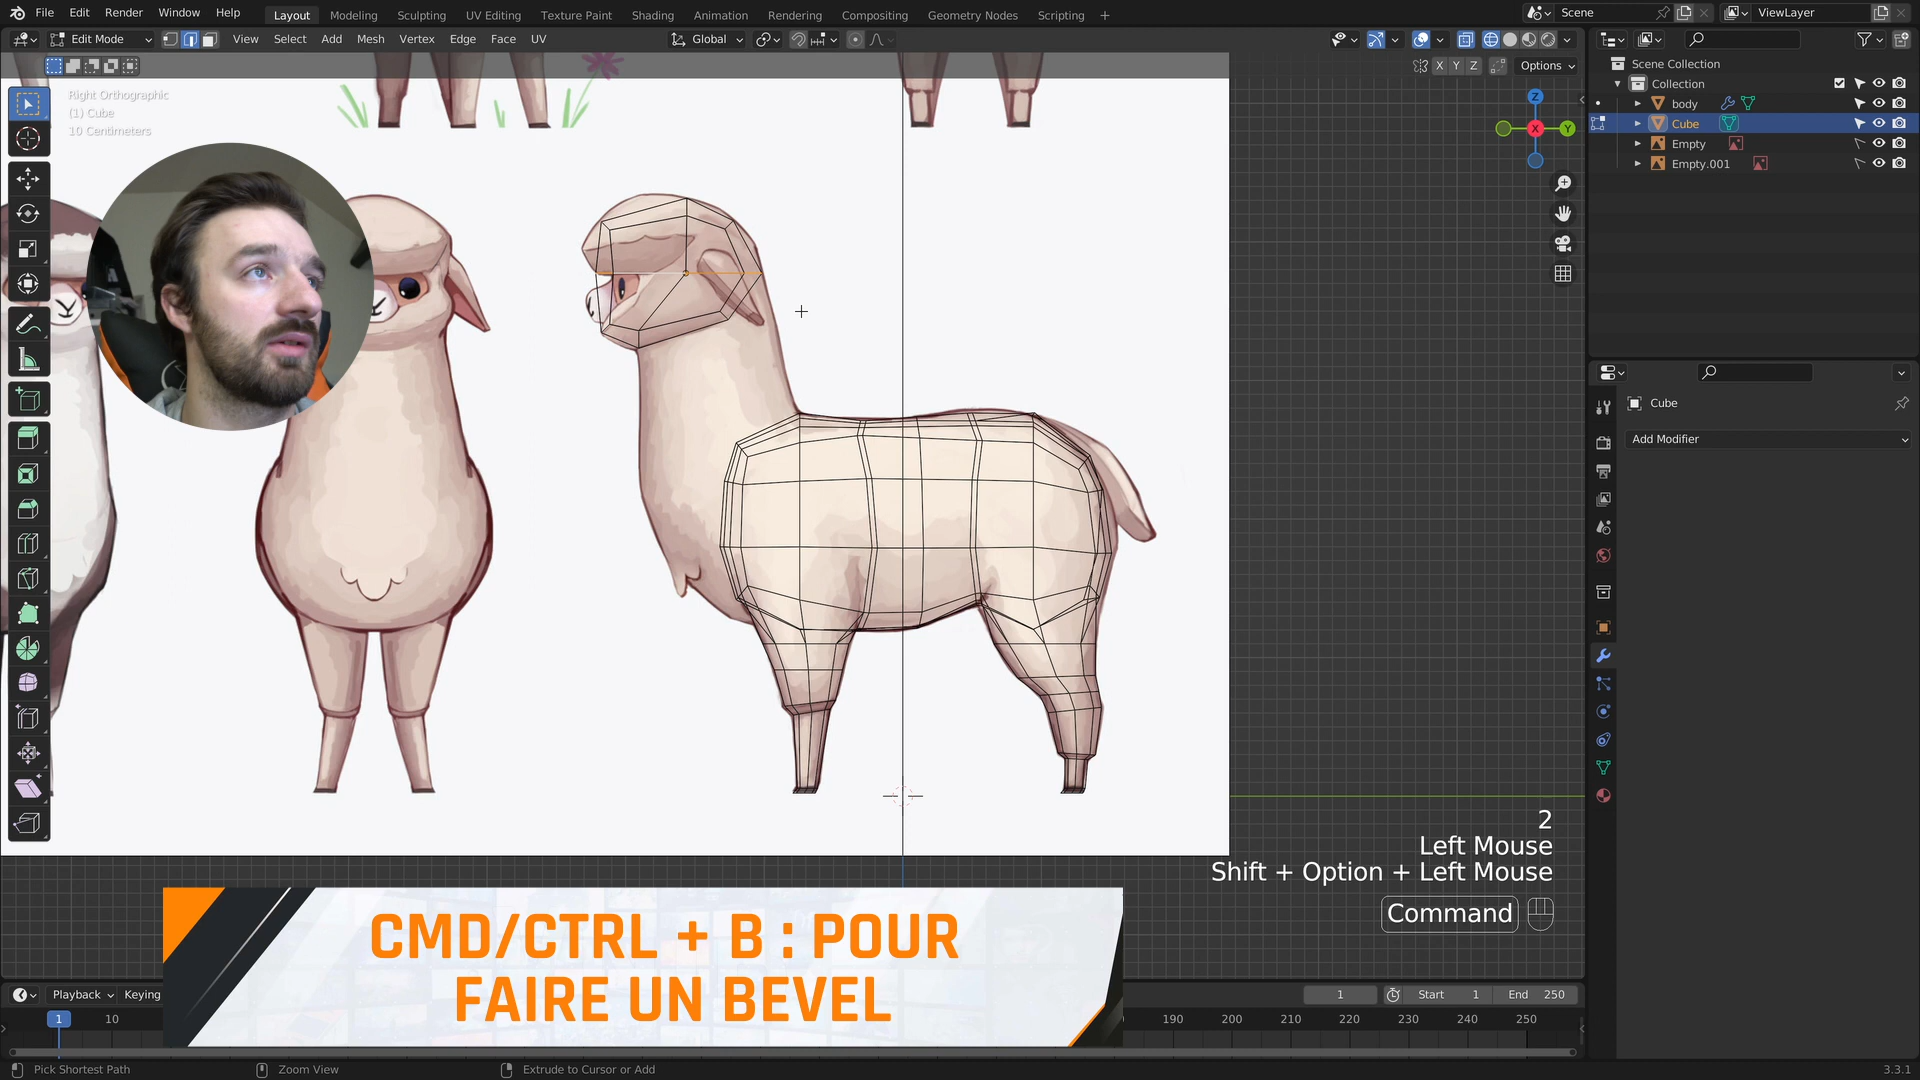 File Edit Render Window Help Layout Modeling Sculpting UV Editing Texture Paint Shading Animation Rendering Compositing Geometry Nodes Scripting + Scene ViewLayer
Edit Mode View Select Add Mesh Vertex Edge Face UV Global
X Y Z Options
Right Orthographic
(1) Cube
10 Centimeters
Z
X
Y
Scene Collection
Collection
body
Cube
Empty
Empty.001
Cube
Add Modifier
2
Left Mouse
Shift + Option + Left Mouse
Command
CMD/CTRL + B : POUR
FAIRE UN BEVEL
Playback Keying 1 Start 1 End 250
1 10 190 200 210 220 230 240 250
Pick Shortest Path Zoom View Extrude to Cursor or Add 3.3.1